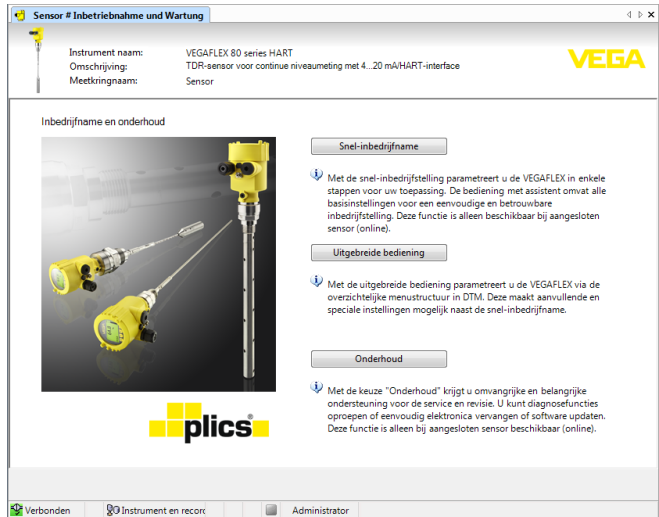 Sensor # Inbetriebnahme und Wartung
Instrument naam: VEGAFLEX 80 series HART
Omschrijving: TDR-sensor voor continue niveaumeting met 4...20 mA/HART-interface
Meetkringnaam: Sensor
VEGA
Inbedrijfname en onderhoud
Snel-inbedrijfname
Met de snel-inbedrijfstelling parametreert u de VEGAFLEX in enkele
stappen voor uw toepassing. De bediening met assistent omvat alle
basisinstellingen voor een eenvoudige en betrouwbare
inbedrijfstelling. Deze functie is alleen beschikbaar bij aangesloten
sensor (online).
Uitgebreide bediening
Met de uitgebreide bediening parametreert u de VEGAFLEX via de
overzichtelijke menustructuur in DTM. Deze maakt aanvullende en
speciale instellingen mogelijk naast de snel-inbedrijfname.
Onderhoud
Met de keuze "Onderhoud" krijgt u omvangrijke en belangrijke
ondersteuning voor de service en revisie. U kunt diagnosefuncties
oproepen of eenvoudig elektronica vervangen of software updaten.
Deze functie is alleen bij aangesloten sensor beschikbaar (online).
plics®
Verbonden Instrument en record Administrator